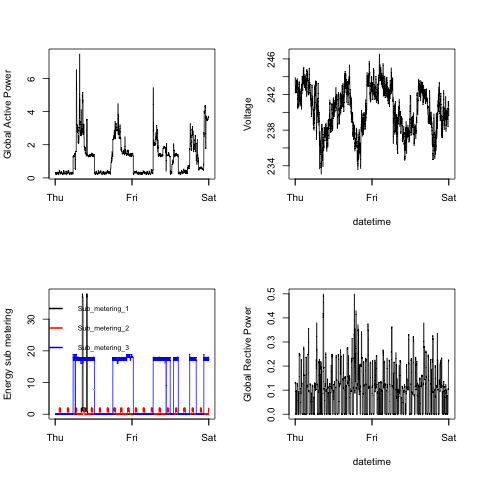 Global Active Power
0 2 4 6
Thu Fri Sat
Voltage
234 238 242 246
Thu Fri Sat
datetime
Energy sub metering
0 10 20 30
Sub_metering_1
Sub_metering_2
Sub_metering_3
Thu Fri Sat
Global Rective Power
0.0 0.1 0.2 0.3 0.4 0.5
Thu Fri Sat
datetime